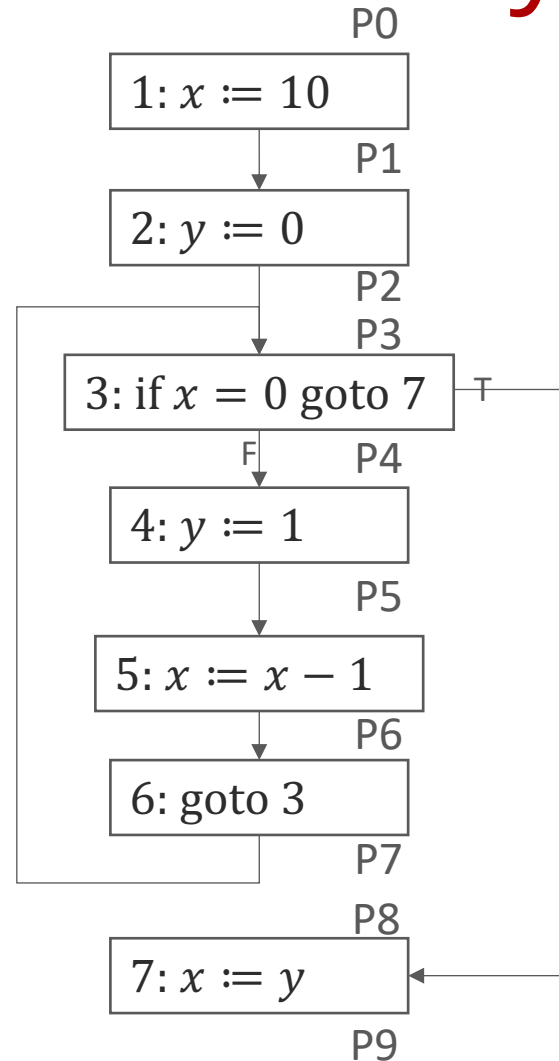 P0
1: x := 10
P1
2: y := 0
P2
P3
3: if x = 0 goto 7
T
F
P4
4: y := 1
P5
5: x := x − 1
P6
6: goto 3
P7
P8
7: x := y
P9